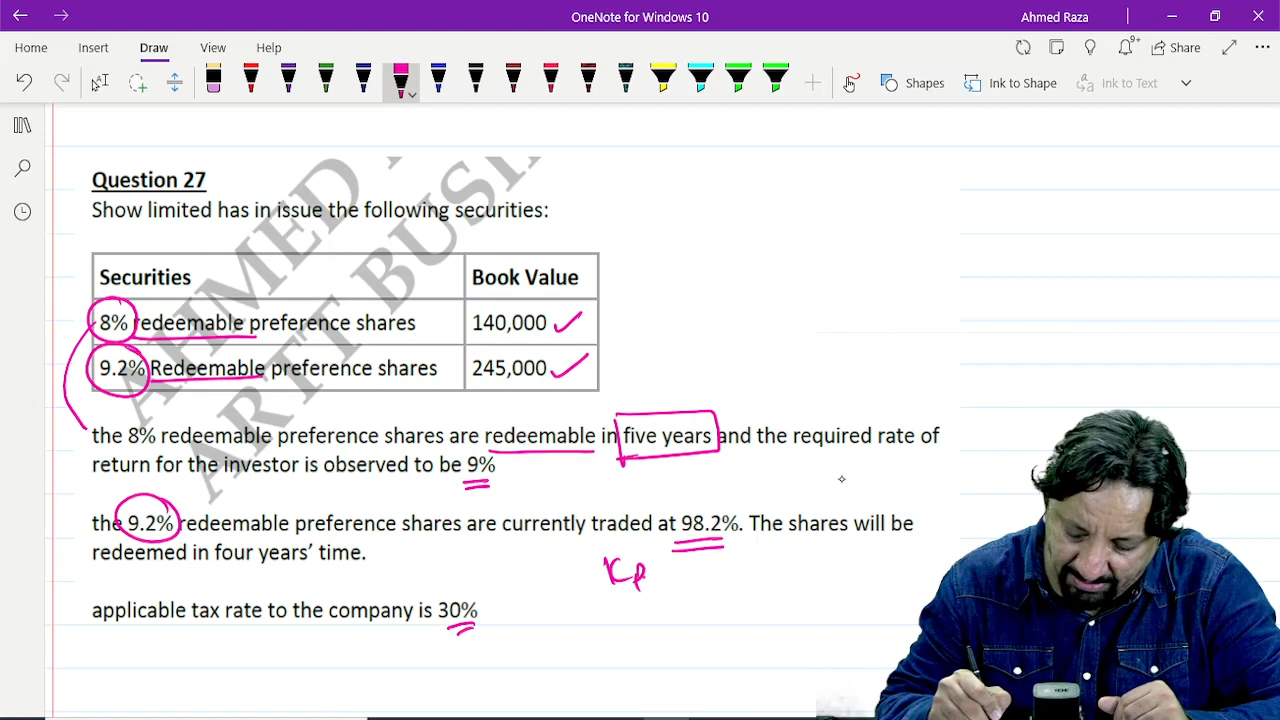 OneNote for Windows 10
Ahmed Raza
Home Insert Draw View Help
Share
Shapes Ink to Shape Ink to Text
Question 27
Show limited has in issue the following securities:
Securities Book Value
8% redeemable preference shares 140,000
9.2% Redeemable preference shares 245,000
the 8% redeemable preference shares are redeemable in five years and the required rate of
return for the investor is observed to be 9%
the 9.2% redeemable preference shares are currently traded at 98.2%. The shares will be
redeemed in four years' time.
Kp
applicable tax rate to the company is 30%
AHMED
ARTT BUSI